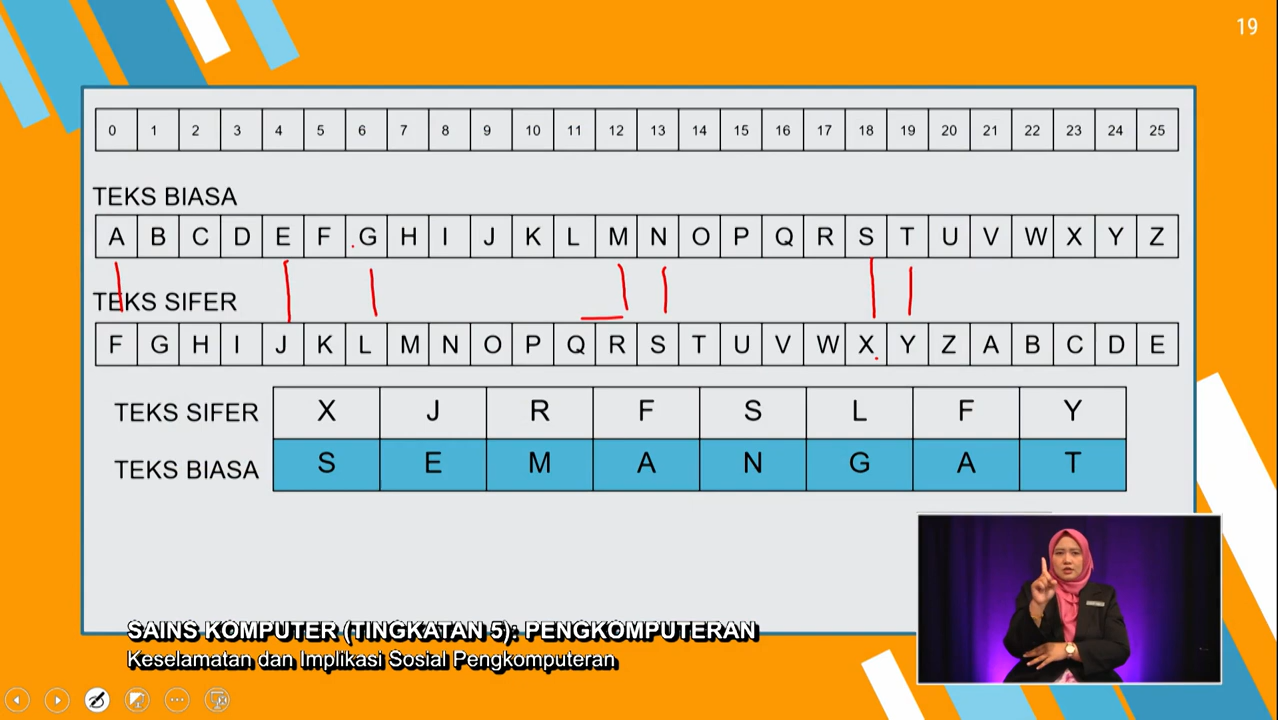 19
0 1 2 3 4 5 6 7 8 9 10 11 12 13 14 15 16 17 18 19 20 21 22 23 24 25
TEKS BIASA
A B C D E F G H I J K L M N O P Q R S T U V W X Y Z
TEKS SIFER
F G H I J K L M N O P Q R S T U V W X Y Z A B C D E
TEKS SIFER X J R F S L F Y
TEKS BIASA S E M A N G A T
SAINS KOMPUTER (TINGKATAN 5): PENGKOMPUTERAN
Keselamatan dan Implikasi Sosial Pengkomputeran